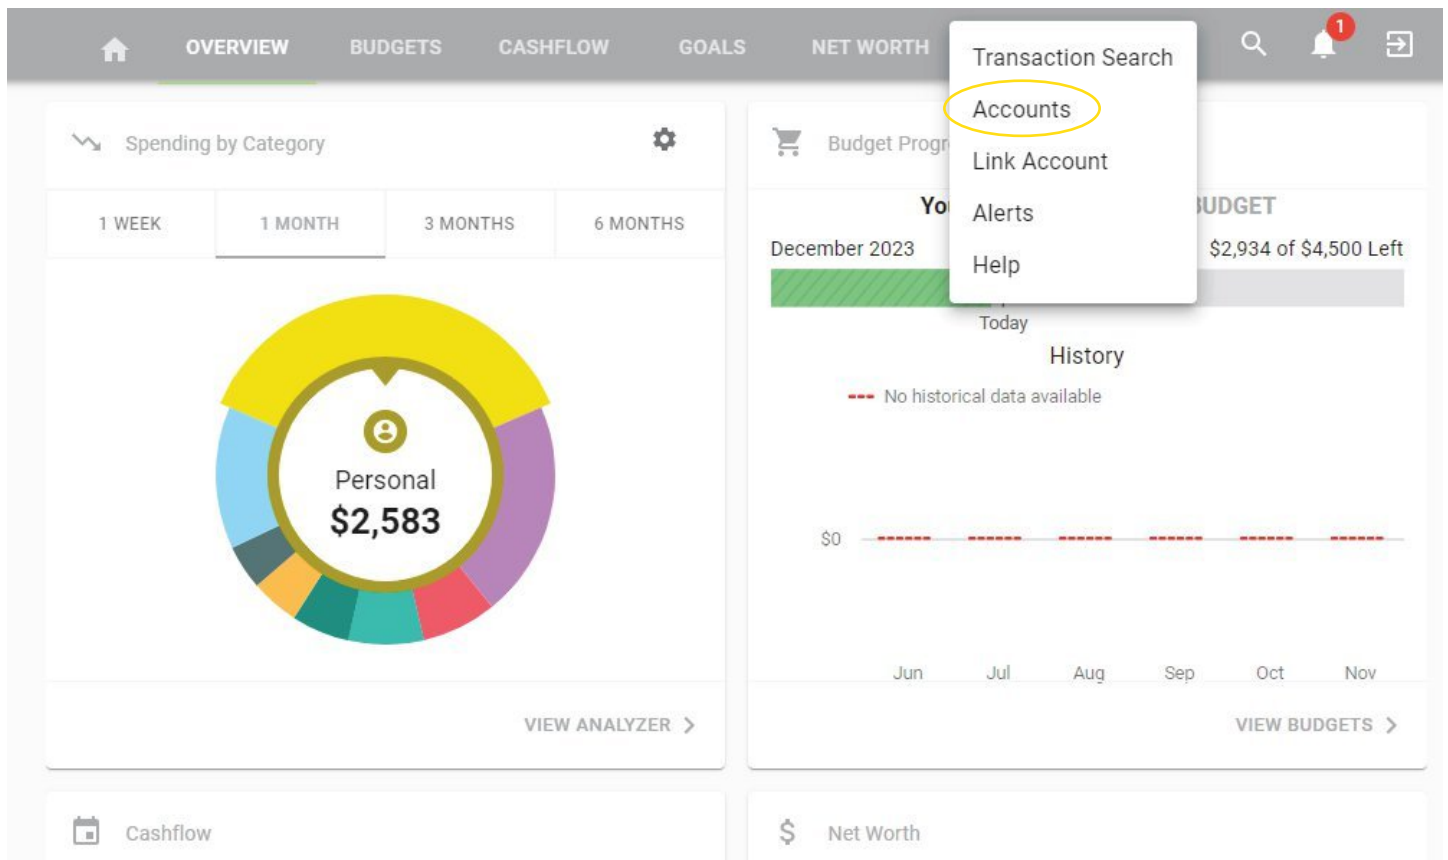 OVERVIEW BUDGETS CASHFLOW GOALS NET WORTH
1
Transaction Search
Accounts
Link Account
Alerts
Help
Spending by Category
1 WEEK 1 MONTH 3 MONTHS 6 MONTHS
Personal
$2,583
VIEW ANALYZER
Budget Progr
Yo
UDGET
December 2023 $2,934 of $4,500 Left
Today
History
No historical data available
$0
Jun Jul Aug Sep Oct Nov
VIEW BUDGETS
Cashflow
$ Net Worth